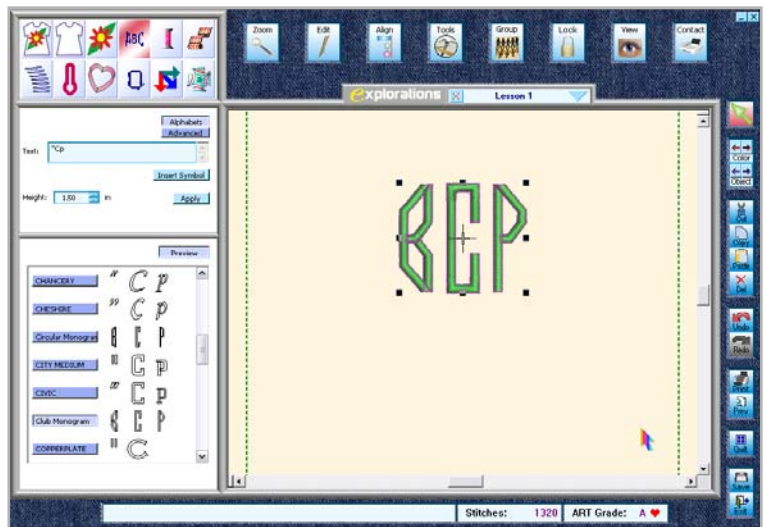 ABC
Zoom
Edit
Align
Tools
Group
Lock
View
Contact
explorations
Lesson 1
Alphabets
Advanced
Text:
"Cp
Insert Symbol
Height: 1.50 in
Apply
Preview
CHANCERY " C P
CHESHIRE " C P
Circular Monogram B C P
CITY MEDIUM " C P
CIVIC " C P
Club Monogram B C P
COPPERPLATE " C
BCP
Color
Object
Cut
Copy
Paste
Del
Undo
Redo
Print
Prev
Quilt
Save
Exit
Stitches: 1320
ART Grade: A ♥